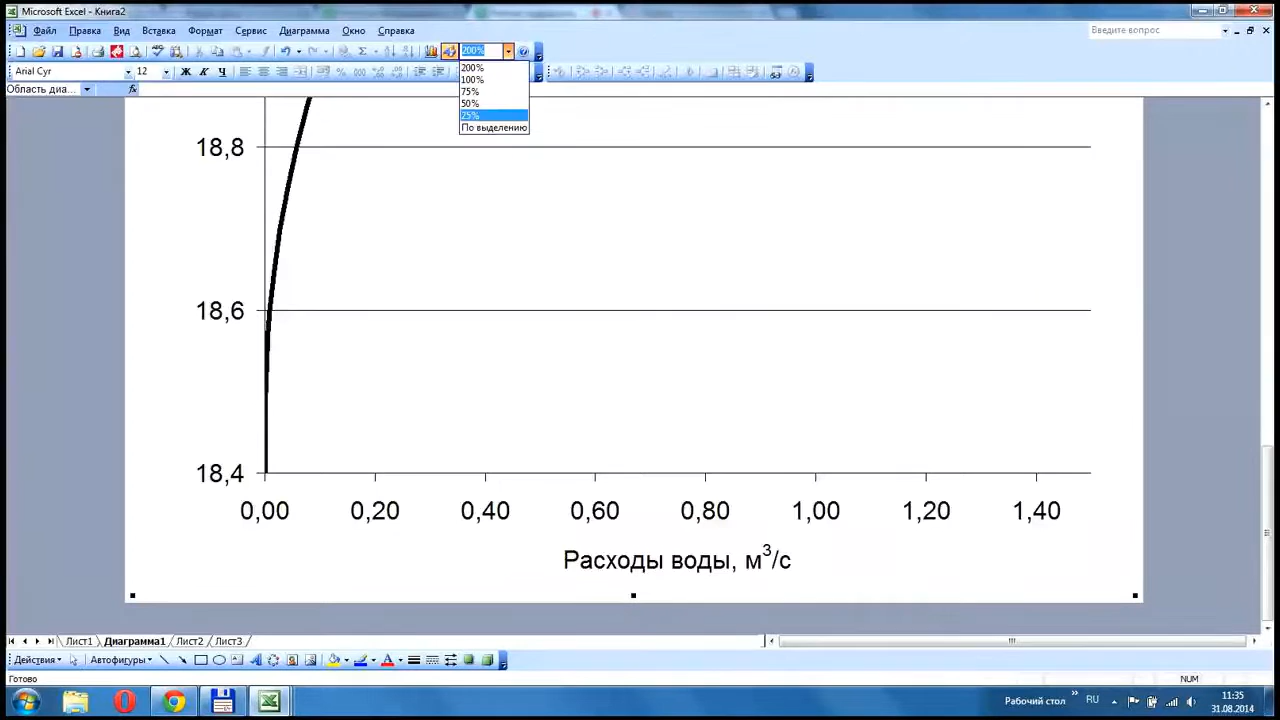 Microsoft Excel - Книга2
Файл Правка Вид Вставка Формат Сервис Диаграмма Окно Справка
Введите вопрос
200%
Arial Cyr 12 Ж К Ч
200%
100%
75%
50%
25%
По выделению
Область диа...
fx
18,8
18,6
18,4
0,00 0,20 0,40 0,60 0,80 1,00 1,20 1,40
Расходы воды, м³/с
Лист1 Диаграмма1 Лист2 Лист3
Действия Автофигуры
Готово
NUM
Рабочий стол
RU
11:35
31.08.2014